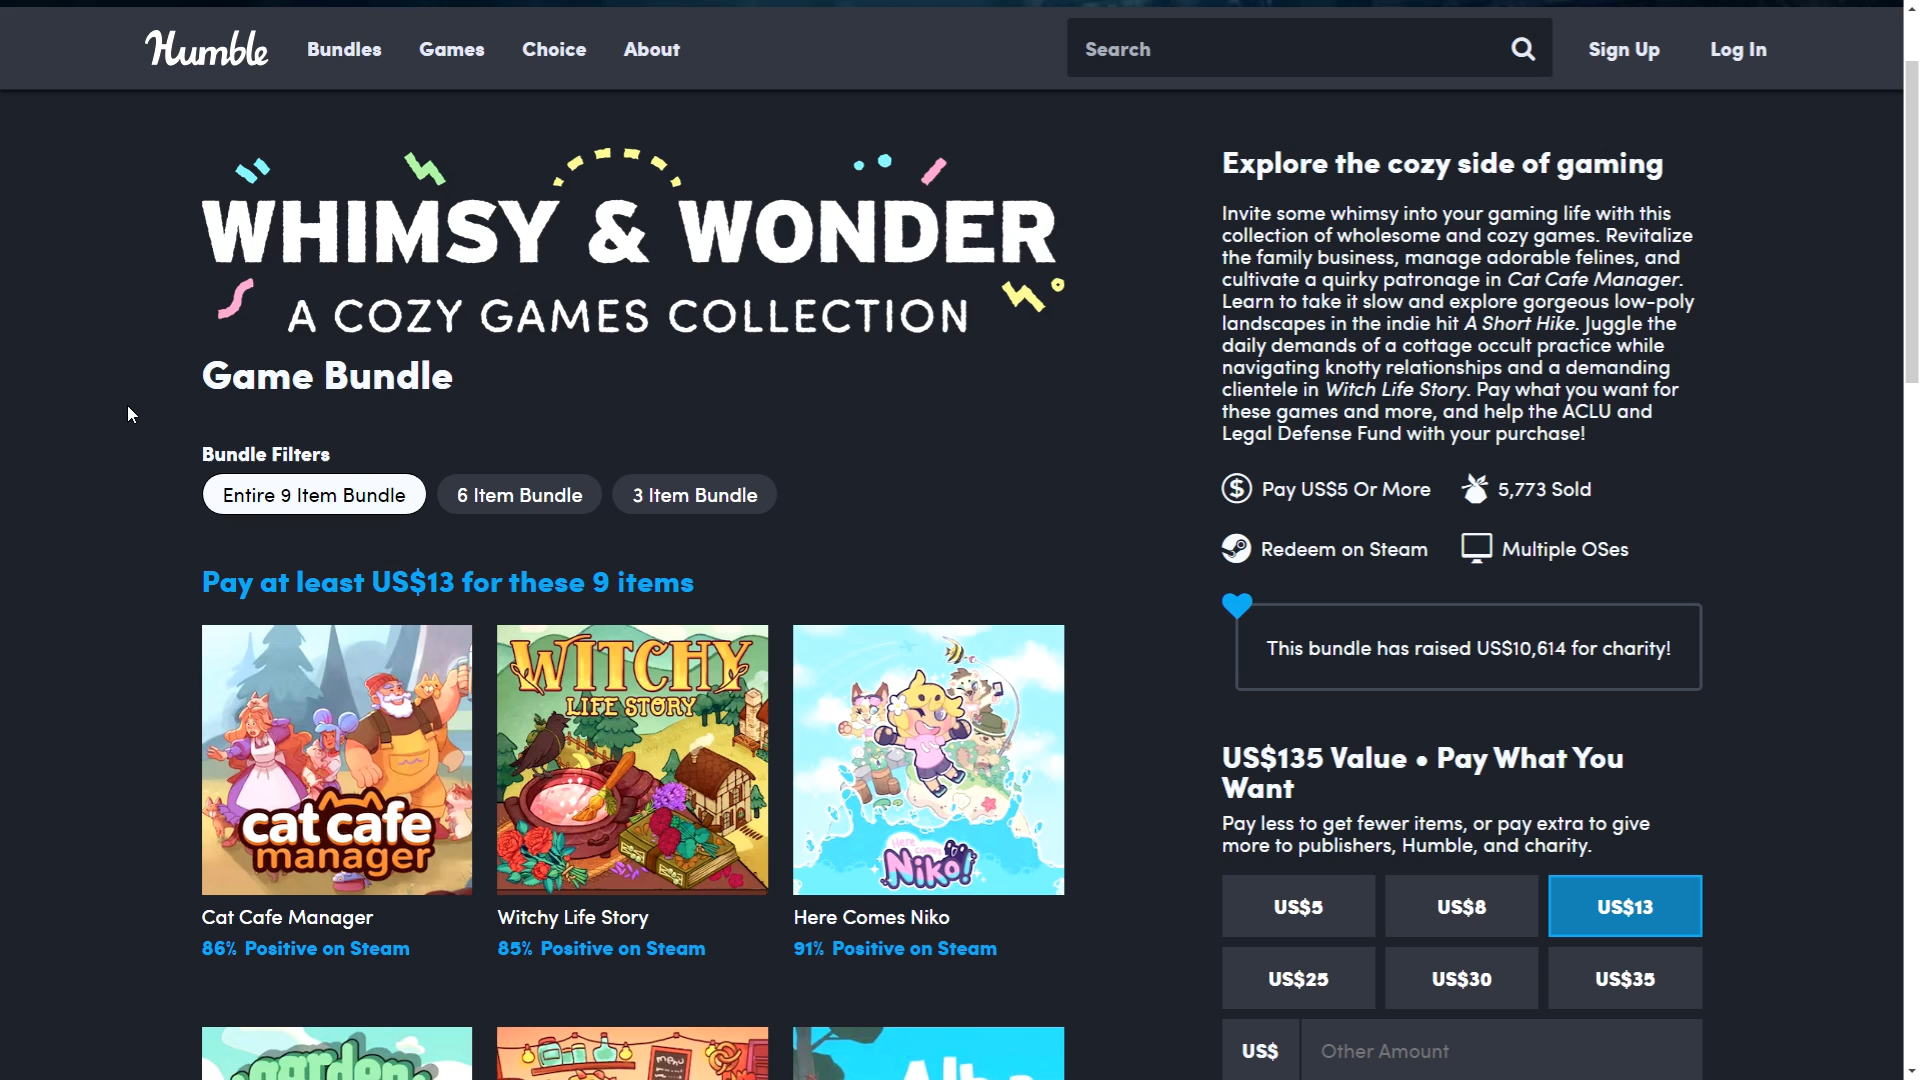 Humble
Bundles
Games
Choice
About
Search
Sign Up
Log In
WHIMSY & WONDER
A COZY GAMES COLLECTION
Game Bundle
Bundle Filters
Entire 9 Item Bundle
6 Item Bundle
3 Item Bundle
Pay at least US$13 for these 9 items
cat cafe
manager
WITCHY
LIFE STORY
Here
comes
Niko!
Cat Cafe Manager
86% Positive on Steam
Witchy Life Story
85% Positive on Steam
Here Comes Niko
91% Positive on Steam
garden
menu
Explore the cozy side of gaming
Invite some whimsy into your gaming life with this
collection of wholesome and cozy games. Revitalize
the family business, manage adorable felines, and
cultivate a quirky patronage in Cat Cafe Manager.
Learn to take it slow and explore gorgeous low-poly
landscapes in the indie hit A Short Hike. Juggle the
daily demands of a cottage occult practice while
navigating knotty relationships and a demanding
clientele in Witch Life Story. Pay what you want for
these games and more, and help the ACLU and
Legal Defense Fund with your purchase!
Pay US$5 Or More
5,773 Sold
Redeem on Steam
Multiple OSes
This bundle has raised US$10,614 for charity!
US$135 Value • Pay What You
Want
Pay less to get fewer items, or pay extra to give
more to publishers, Humble, and charity.
US$5
US$8
US$13
US$25
US$30
US$35
US$
Other Amount